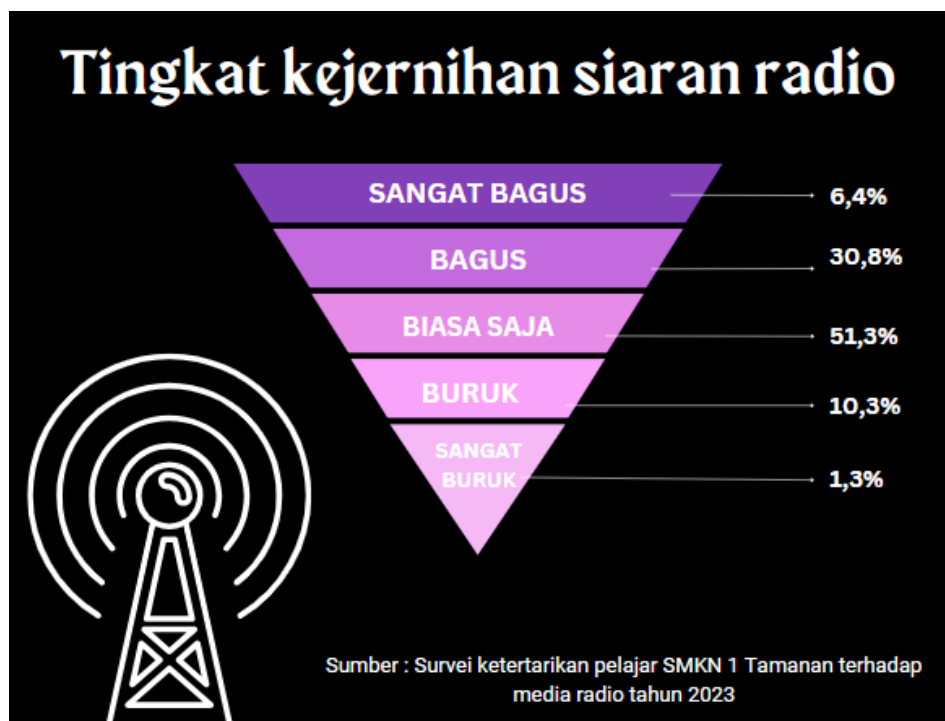 Tingkat kejernihan siaran radio
SANGAT BAGUS
6,4%
BAGUS
30,8%
BIASA SAJA
51,3%
BURUK
10,3%
SANGAT
BURUK
1,3%
Sumber : Survei ketertarikan pelajar SMKN 1 Tamanan terhadap
media radio tahun 2023